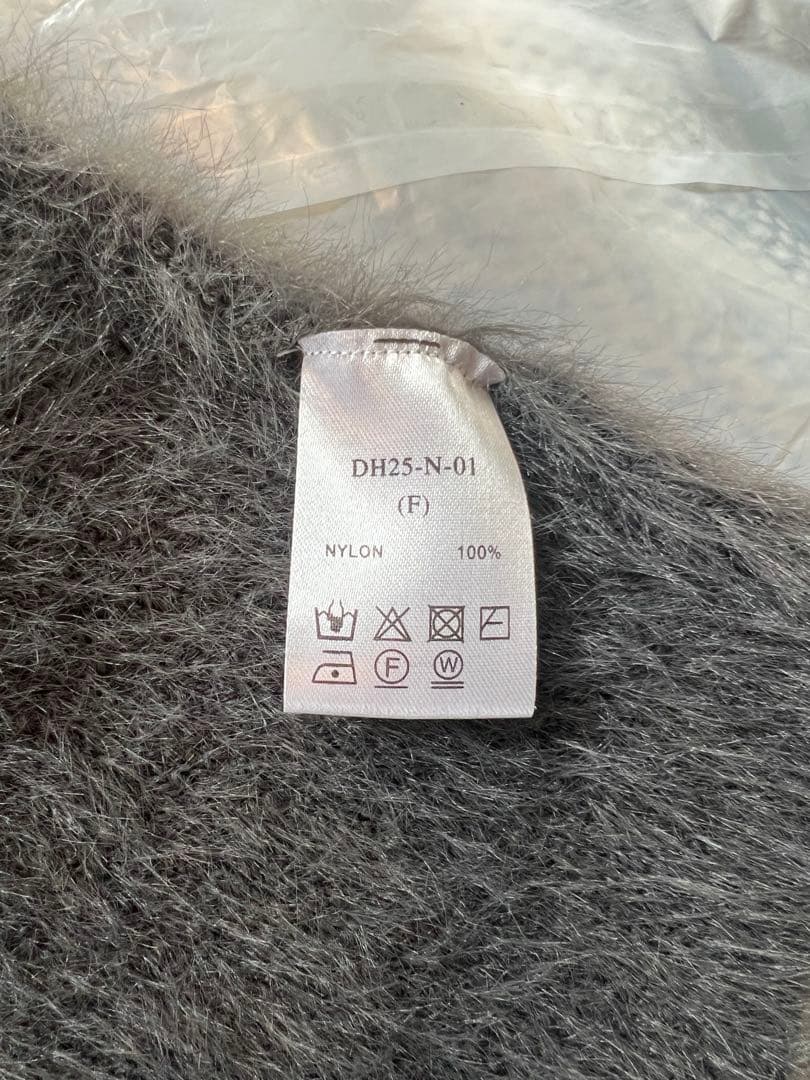 DH25-N-01
(F)
NYLON 100%
F W